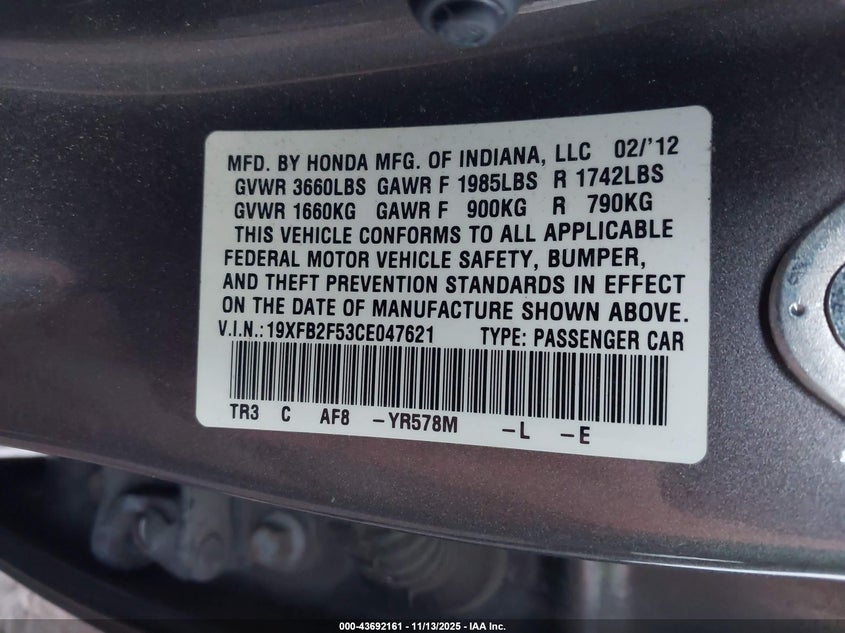 MFD. BY HONDA MFG. OF INDIANA, LLC 02/'12
GVWR 3660LBS GAWR F 1985LBS R 1742LBS
GVWR 1660KG GAWR F 900KG R 790KG
THIS VEHICLE CONFORMS TO ALL APPLICABLE
FEDERAL MOTOR VEHICLE SAFETY, BUMPER,
AND THEFT PREVENTION STANDARDS IN EFFECT
ON THE DATE OF MANUFACTURE SHOWN ABOVE.
V.I.N.:19XFB2F53CE047621 TYPE: PASSENGER CAR
TR3 C AF8 -YR578M -L -E
000-43692161 - 11/13/2025 - IAA Inc.